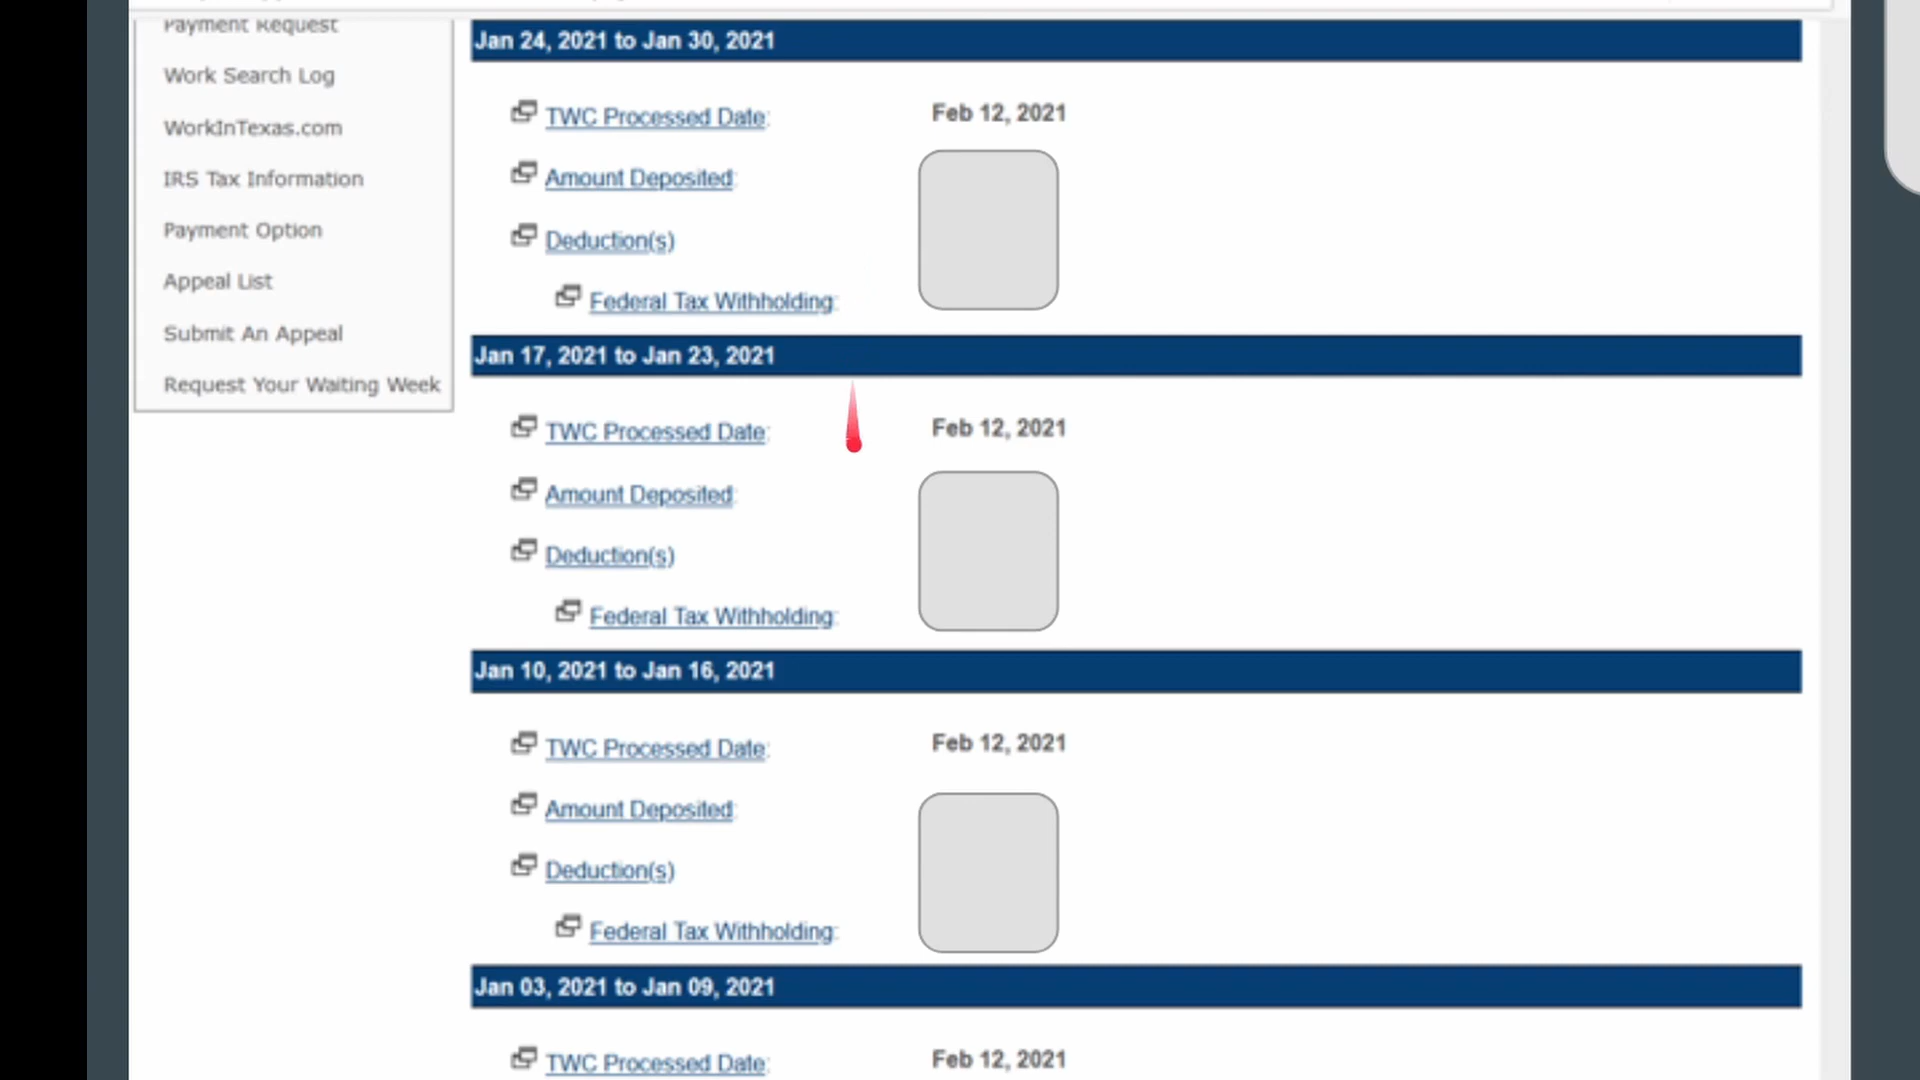 Payment Request
Work Search Log
WorkInTexas.com
IRS Tax Information
Payment Option
Appeal List
Submit An Appeal
Request Your Waiting Week
Jan 24, 2021 to Jan 30, 2021
TWC Processed Date: Feb 12, 2021
Amount Deposited:
Deduction(s)
Federal Tax Withholding:
Jan 17, 2021 to Jan 23, 2021
TWC Processed Date: Feb 12, 2021
Amount Deposited:
Deduction(s)
Federal Tax Withholding:
Jan 10, 2021 to Jan 16, 2021
TWC Processed Date: Feb 12, 2021
Amount Deposited:
Deduction(s)
Federal Tax Withholding:
Jan 03, 2021 to Jan 09, 2021
TWC Processed Date: Feb 12, 2021